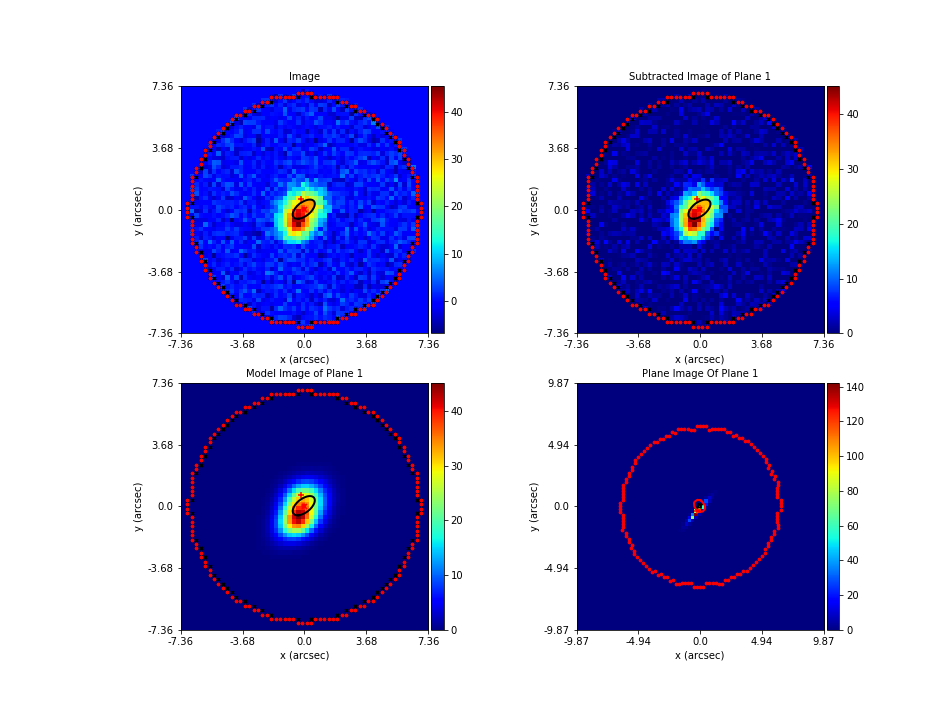 Image
7.36
3.68
0.0
-3.68
-7.36
-7.36 -3.68 0.0 3.68 7.36
x (arcsec)
y (arcsec)
40
30
20
10
0
Subtracted Image of Plane 1
7.36
3.68
0.0
-3.68
-7.36
-7.36 -3.68 0.0 3.68 7.36
x (arcsec)
y (arcsec)
40
30
20
10
0
Model Image of Plane 1
7.36
3.68
0.0
-3.68
-7.36
-7.36 -3.68 0.0 3.68 7.36
x (arcsec)
y (arcsec)
40
30
20
10
0
Plane Image Of Plane 1
9.87
4.94
0.0
-4.94
-9.87
-9.87 -4.94 0.0 4.94 9.87
x (arcsec)
y (arcsec)
140
120
100
80
60
40
20
0